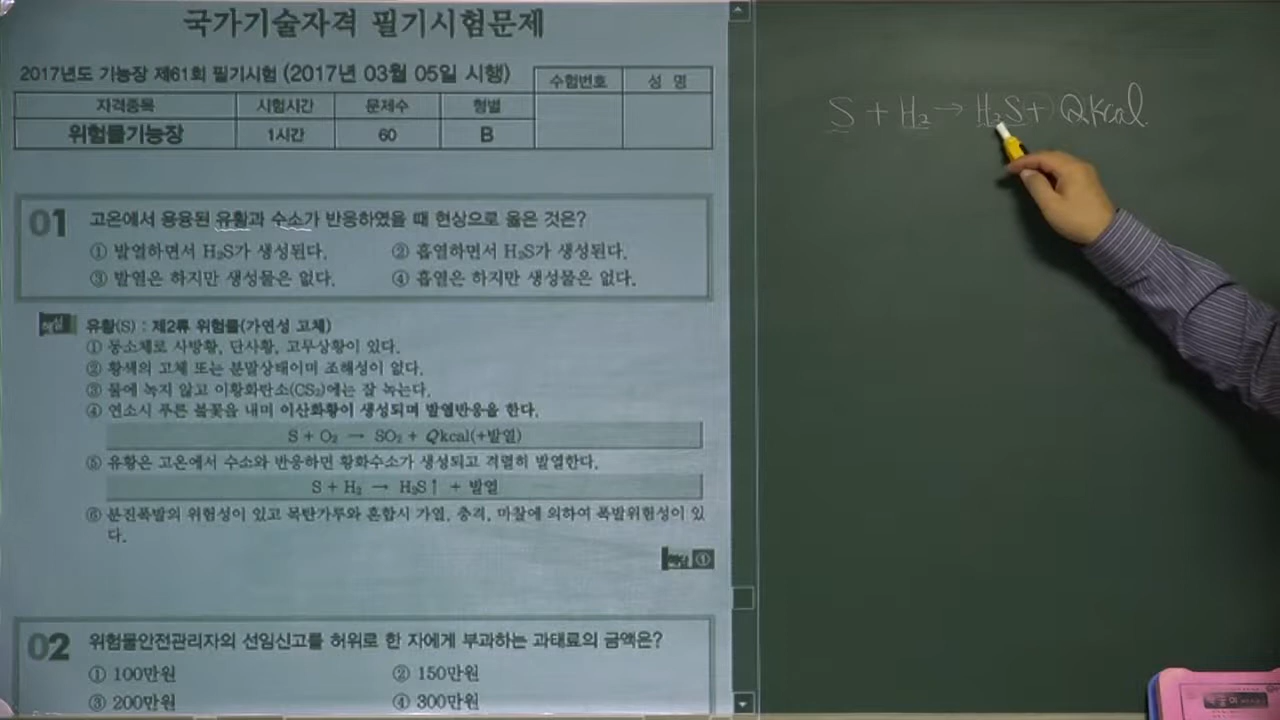 국가기술자격 필기시험문제
2017년도 기능장 제61회 필기시험 (2017년 03월 05일 시행)
수험번호 성 명
자격종목 시험시간 문제수 형별
위험물기능장 1시간 60 B
01 고온에서 용융된 유황과 수소가 반응하였을 때 현상으로 옳은 것은?
① 발열하면서 H₂S가 생성된다. ② 흡열하면서 H₂S가 생성된다.
③ 발열은 하지만 생성물은 없다. ④ 흡열은 하지만 생성물은 없다.
해설 유황(S) : 제2류 위험물(가연성 고체)
① 동소체로 사방황, 단사황, 고무상황이 있다.
② 황색의 고체 또는 분말상태이며 조해성이 없다.
③ 물에 녹지 않고 이황화탄소(CS₂)에는 잘 녹는다.
④ 연소시 푸른 불꽃을 내며 이산화황이 생성되며 발열반응을 한다.
S + O₂ → SO₂ + Qkcal(+발열)
⑤ 유황은 고온에서 수소와 반응하면 황화수소가 생성되고 격렬히 발열한다.
S + H₂ → H₂S↑ + 발열
⑥ 분진폭발의 위험성이 있고 목탄가루와 혼합시 가열, 충격, 마찰에 의하여 폭발위험성이 있
다.
①
02 위험물안전관리자의 선임신고를 허위로 한 자에게 부과하는 과태료의 금액은?
① 100만원 ② 150만원
③ 200만원 ④ 300만원
S + H₂ → H₂S + Qkcal